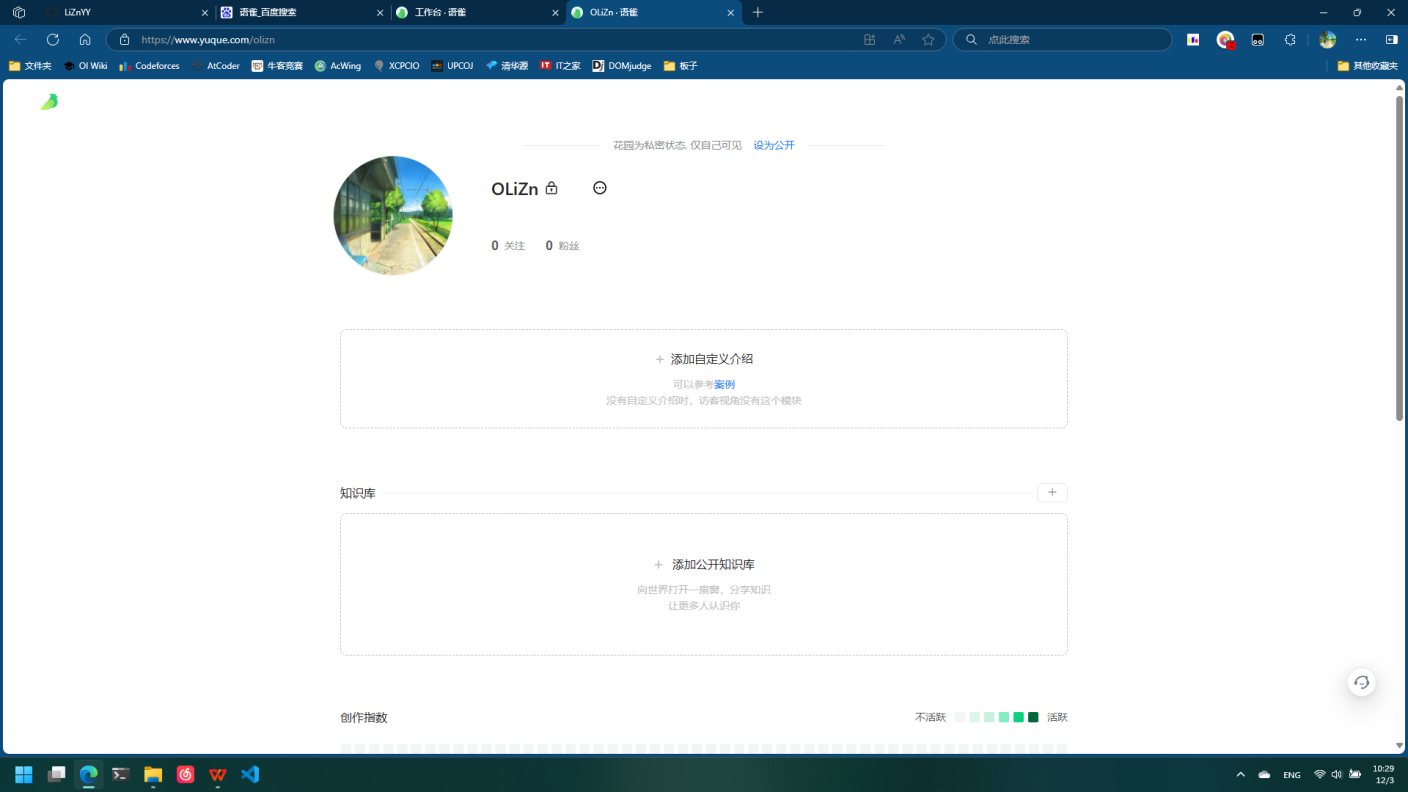 LiZnYY
语雀_百度搜索
工作台 · 语雀
OLiZn · 语雀
https://www.yuque.com/olizn
点此搜索
文件夹
OI Wiki
Codeforces
AtCoder
牛客竞赛
AcWing
XCPCIO
UPCOJ
清华源
IT之家
DOMjudge
板子
其他收藏夹
花园为私密状态, 仅自己可见 设为公开
OLiZn
0 关注 0 粉丝
+ 添加自定义介绍
可以参考案例
没有自定义介绍时，访客视角没有这个模块
知识库
+ 添加公开知识库
向世界打开一扇窗，分享知识
让更多人认识你
创作指数
不活跃 活跃
ENG
10:29
12/3